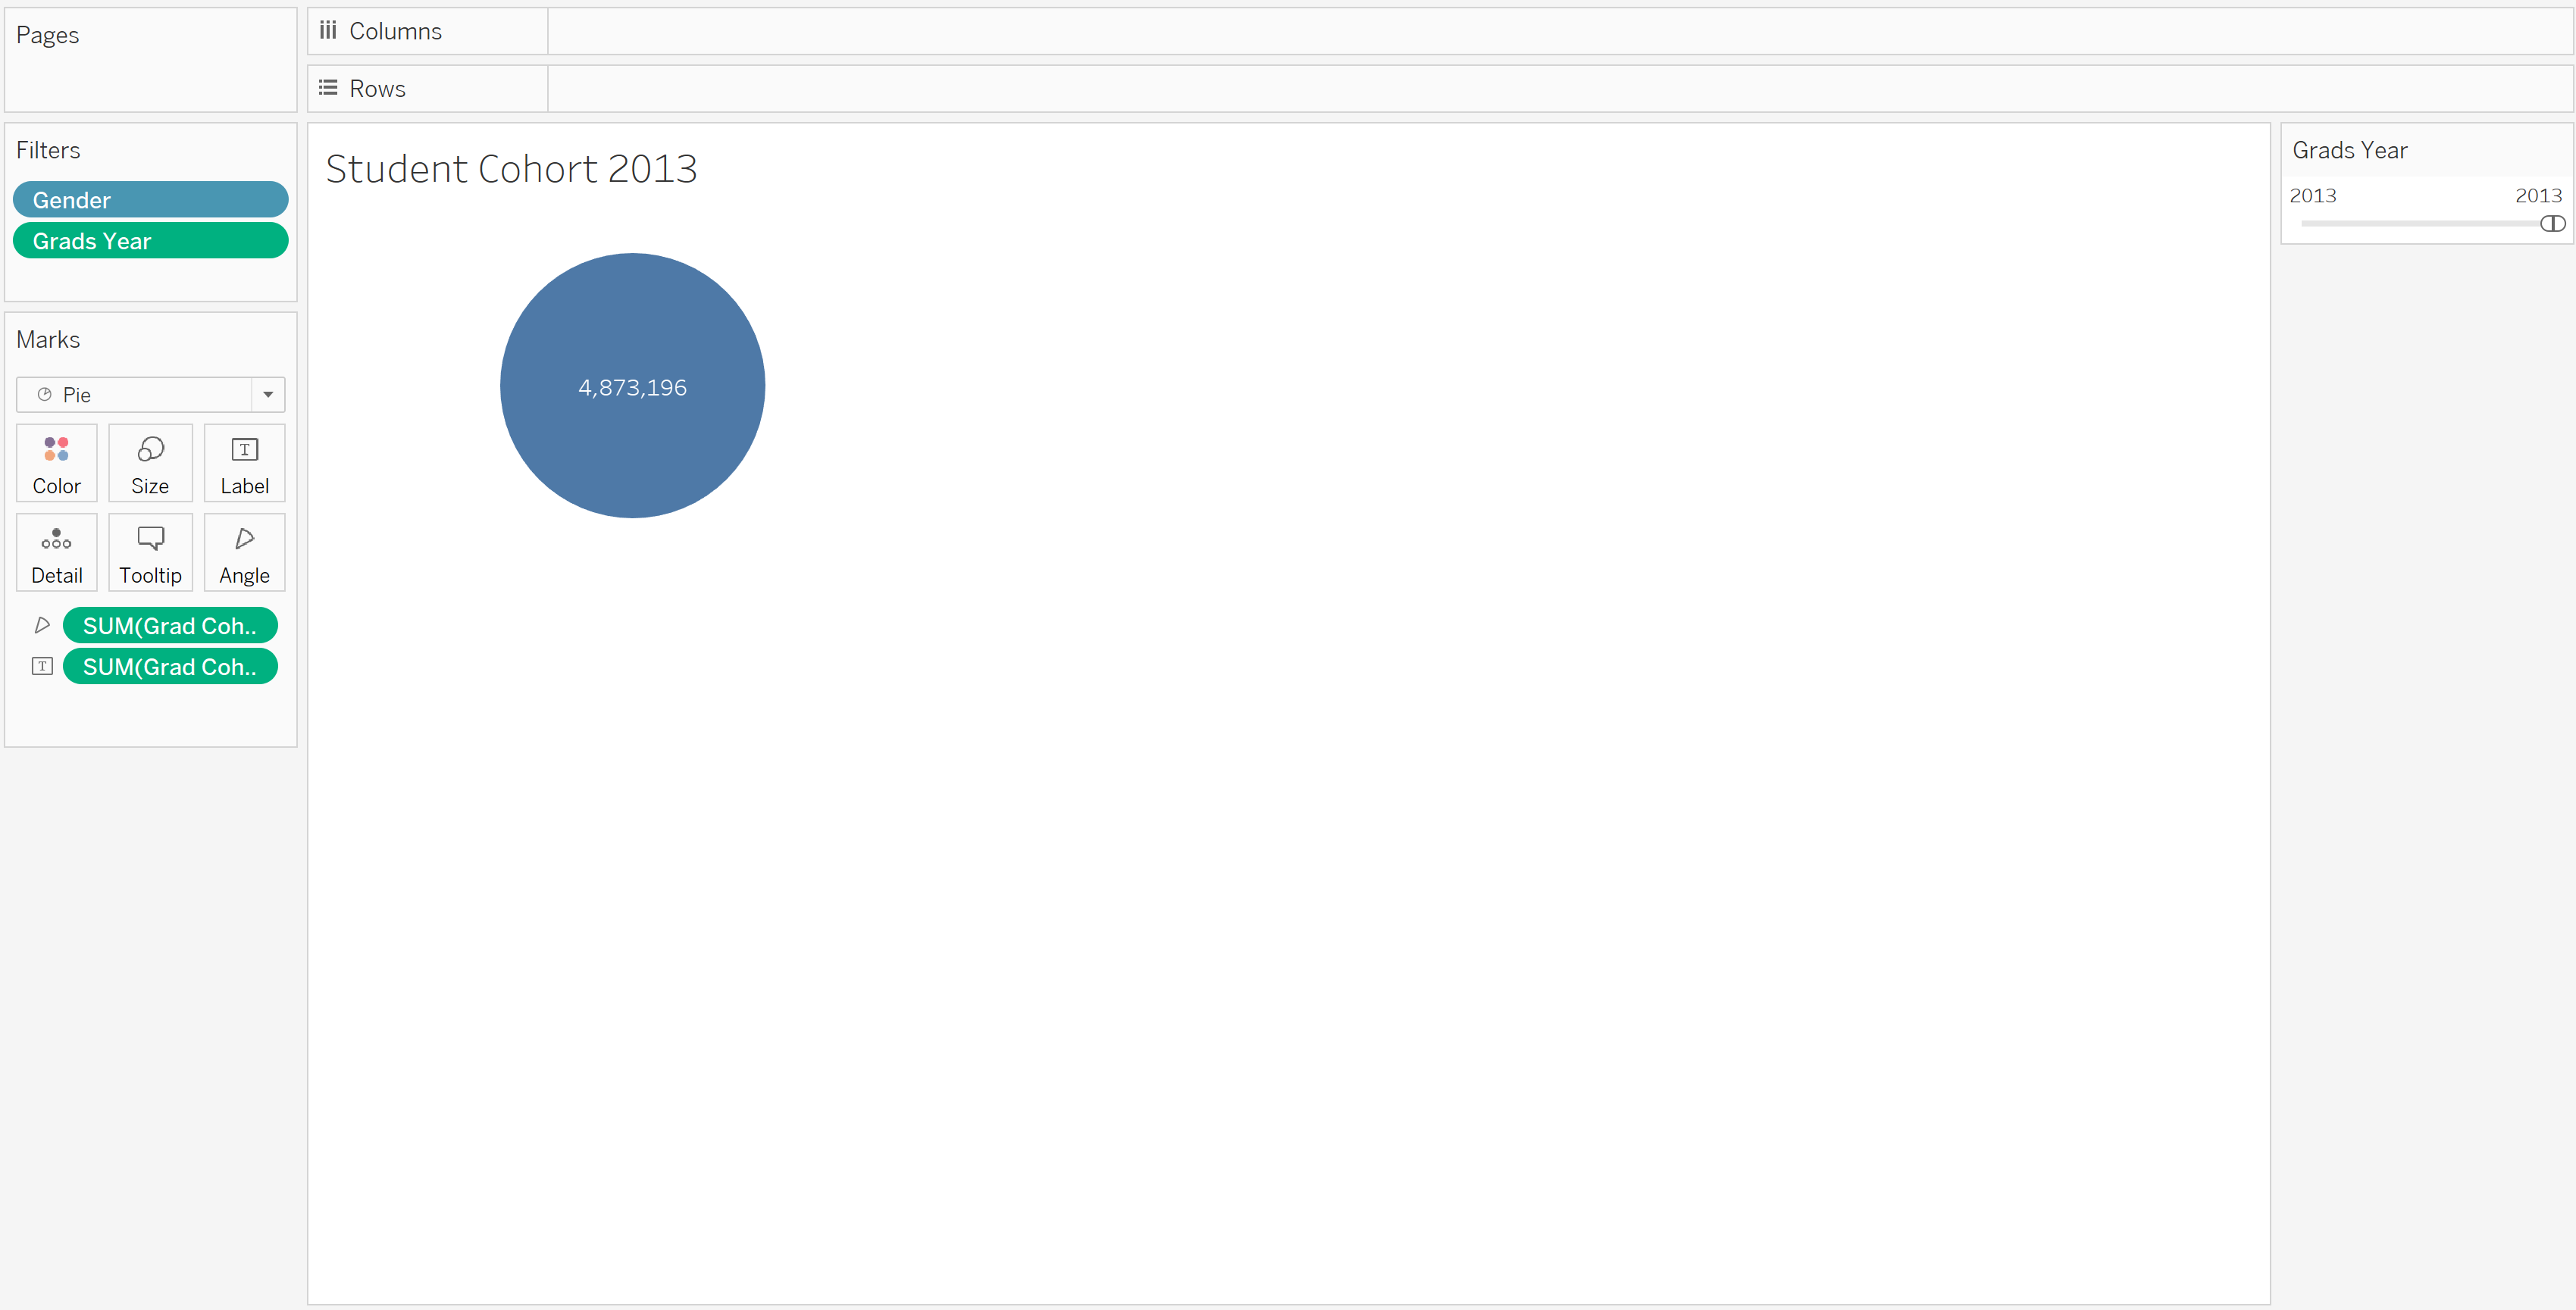 Pages
Columns
Rows
Filters
Gender
Grads Year
Marks
Pie
Color
Size
Label
Detail
Tooltip
Angle
SUM(Grad Coh..
SUM(Grad Coh..
Student Cohort 2013
4,873,196
Grads Year
2013 2013